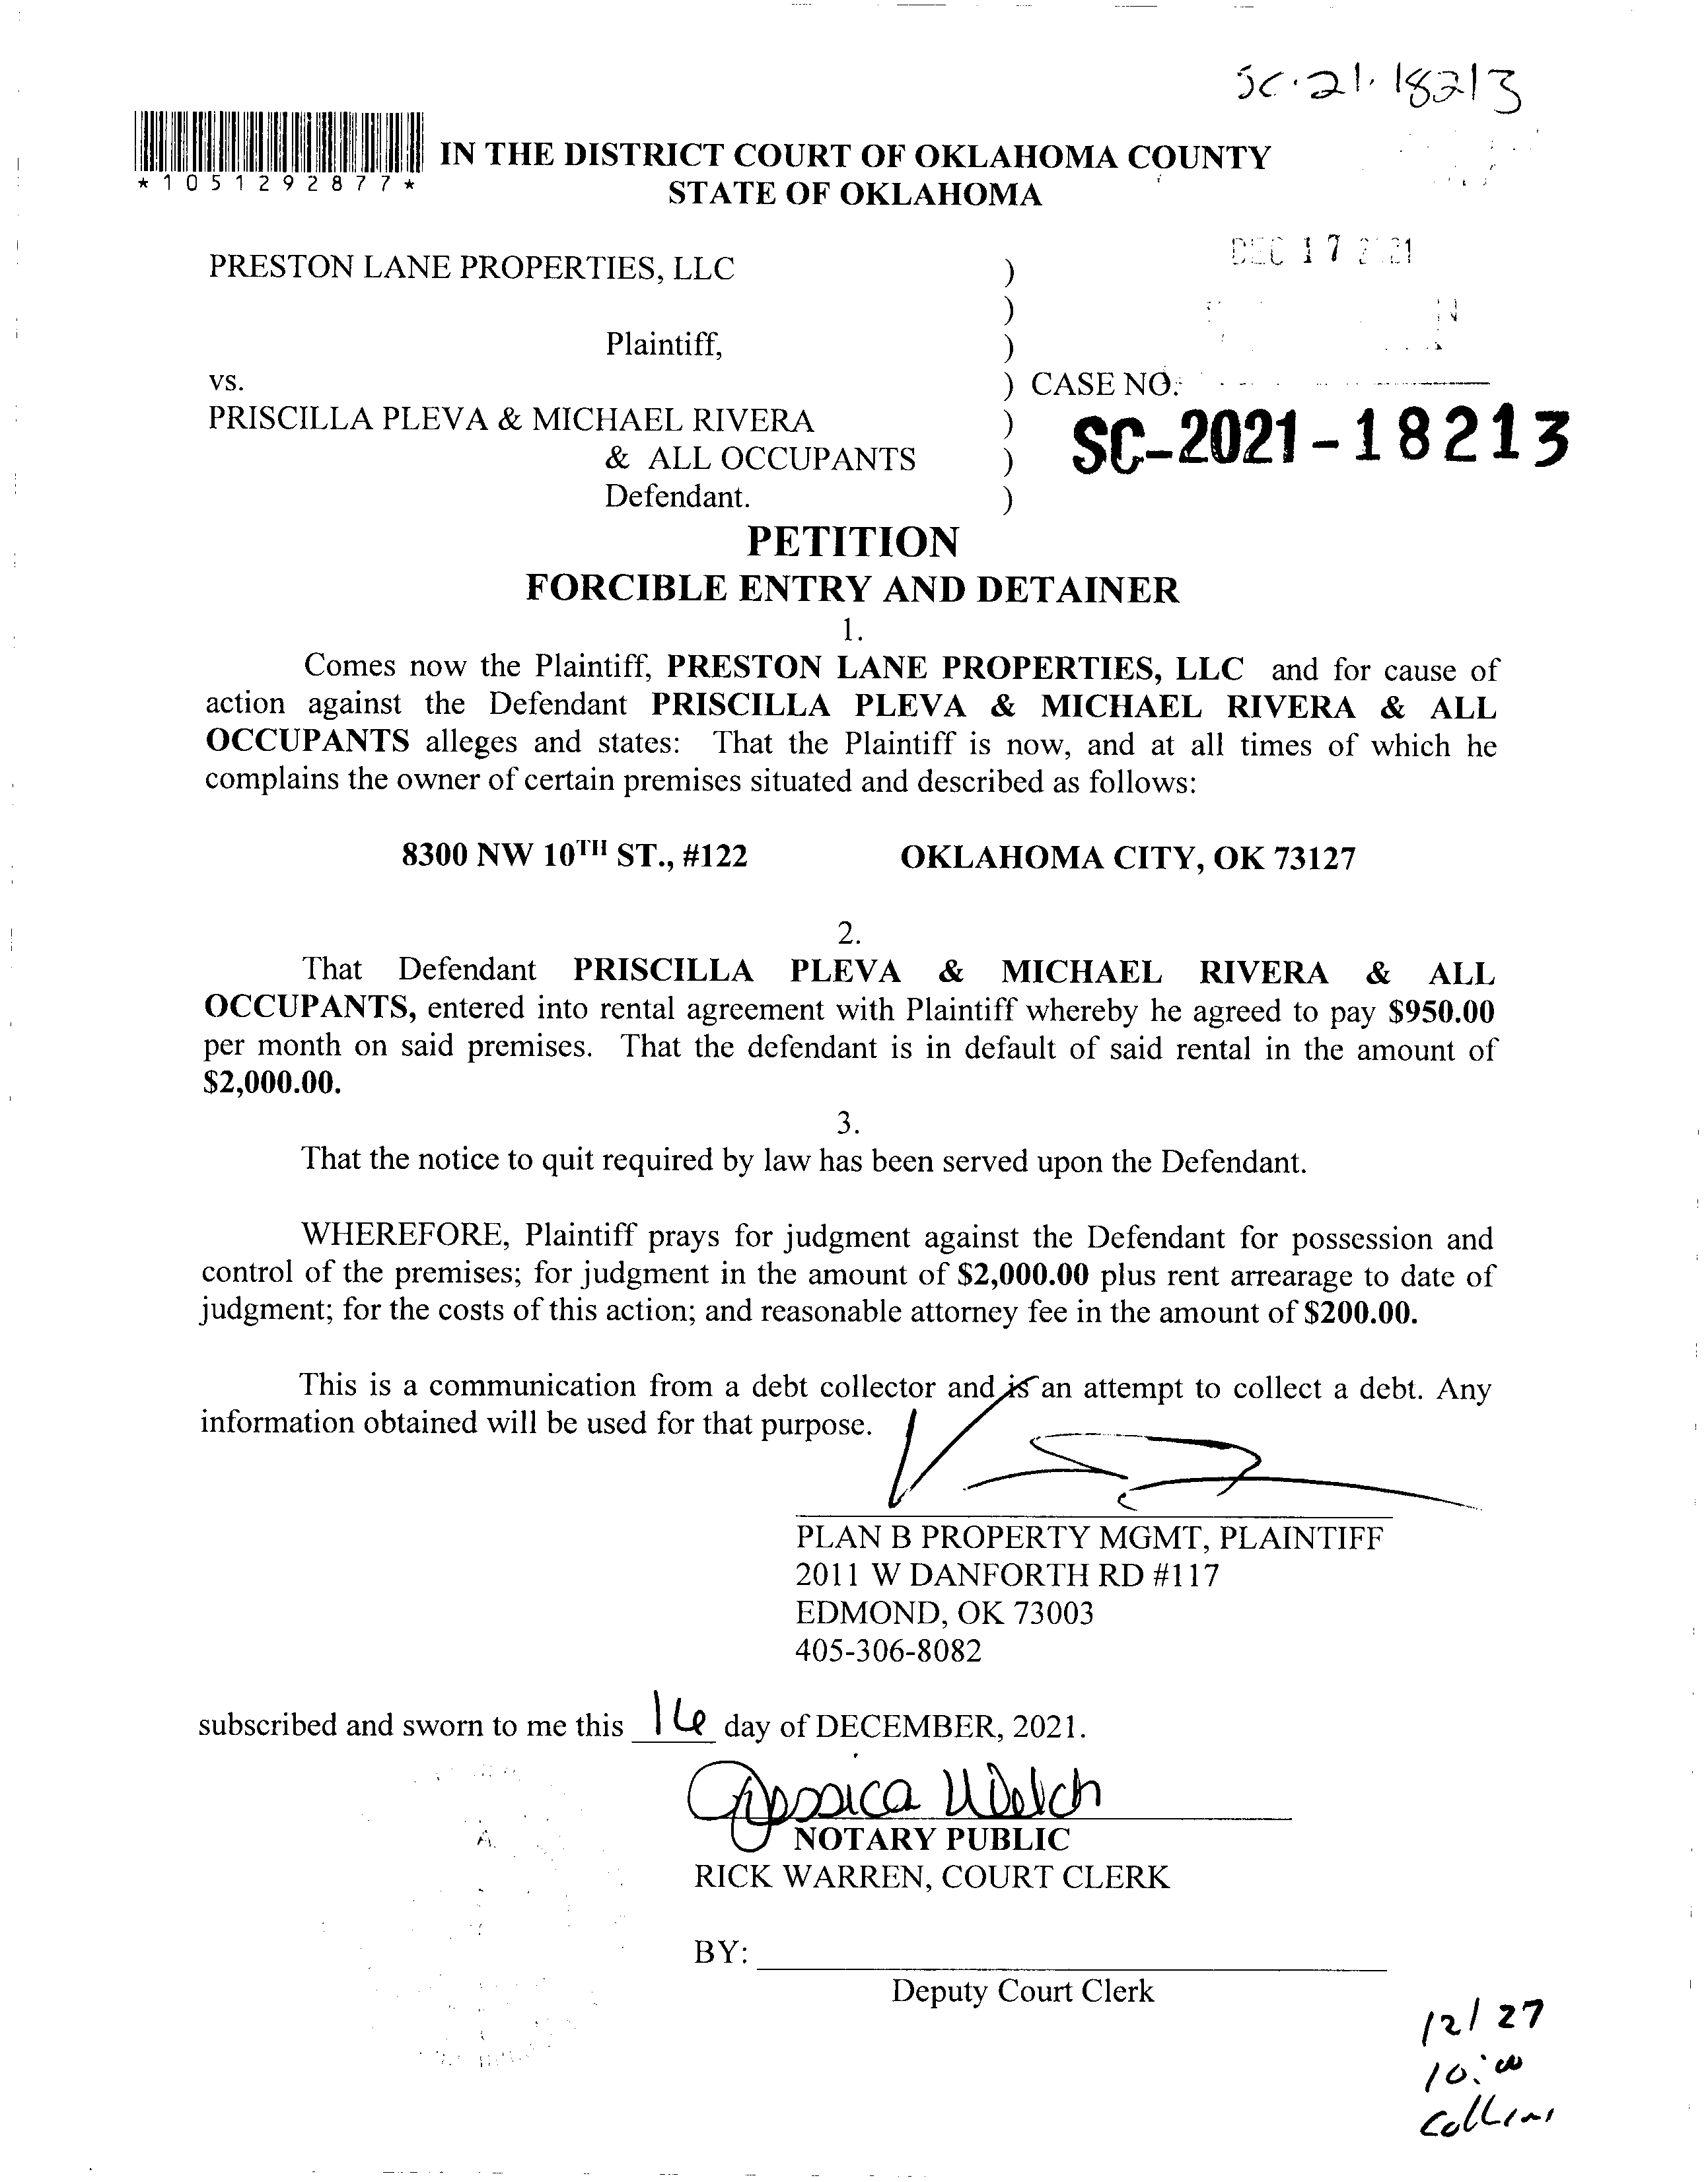 SC-21-18213
*1051292877*
IN THE DISTRICT COURT OF OKLAHOMA COUNTY
STATE OF OKLAHOMA
DEC 17 2021
PRESTON LANE PROPERTIES, LLC )
)
Plaintiff, )
vs. ) CASE NO.
PRISCILLA PLEVA & MICHAEL RIVERA ) SC-2021-18213
& ALL OCCUPANTS )
Defendant. )
PETITION
FORCIBLE ENTRY AND DETAINER
1.
Comes now the Plaintiff, PRESTON LANE PROPERTIES, LLC and for cause of
action against the Defendant PRISCILLA PLEVA & MICHAEL RIVERA & ALL
OCCUPANTS alleges and states: That the Plaintiff is now, and at all times of which he
complains the owner of certain premises situated and described as follows:
8300 NW 10TH ST., #122 OKLAHOMA CITY, OK 73127
2.
That Defendant PRISCILLA PLEVA & MICHAEL RIVERA & ALL
OCCUPANTS, entered into rental agreement with Plaintiff whereby he agreed to pay $950.00
per month on said premises. That the defendant is in default of said rental in the amount of
$2,000.00.
3.
That the notice to quit required by law has been served upon the Defendant.
WHEREFORE, Plaintiff prays for judgment against the Defendant for possession and
control of the premises; for judgment in the amount of $2,000.00 plus rent arrearage to date of
judgment; for the costs of this action; and reasonable attorney fee in the amount of $200.00.
This is a communication from a debt collector and is an attempt to collect a debt. Any
information obtained will be used for that purpose.
PLAN B PROPERTY MGMT, PLAINTIFF
2011 W DANFORTH RD #117
EDMOND, OK 73003
405-306-8082
subscribed and sworn to me this 16 day of DECEMBER, 2021.
Jessica Welch
NOTARY PUBLIC
RICK WARREN, COURT CLERK
BY:
Deputy Court Clerk
12/27
10:00
Collins